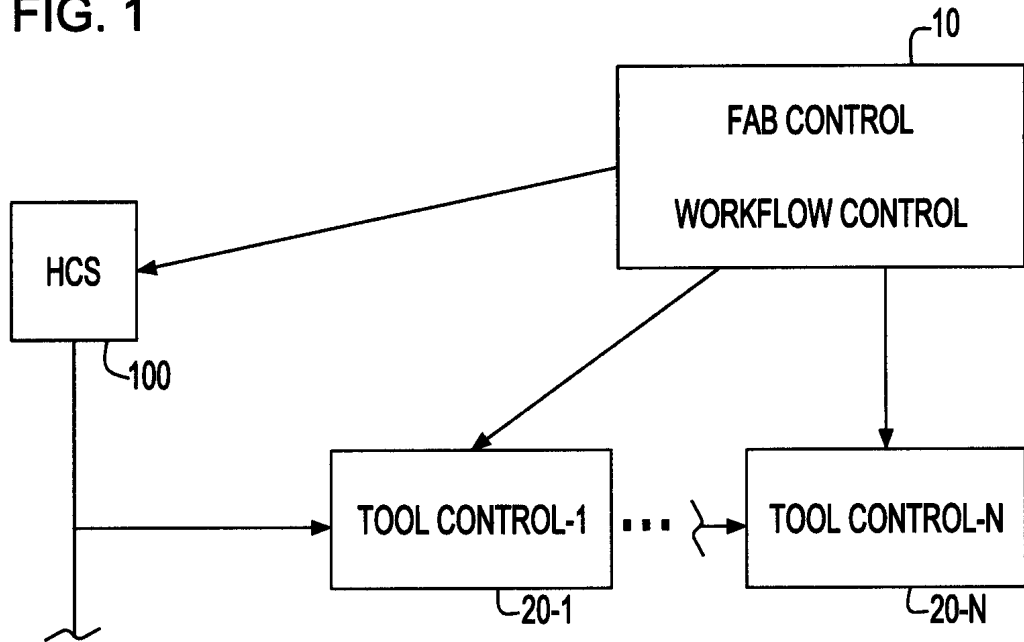 FIG. 1
10
FAB CONTROL
WORKFLOW CONTROL
HCS
100
TOOL CONTROL-1
TOOL CONTROL-N
20-1
20-N